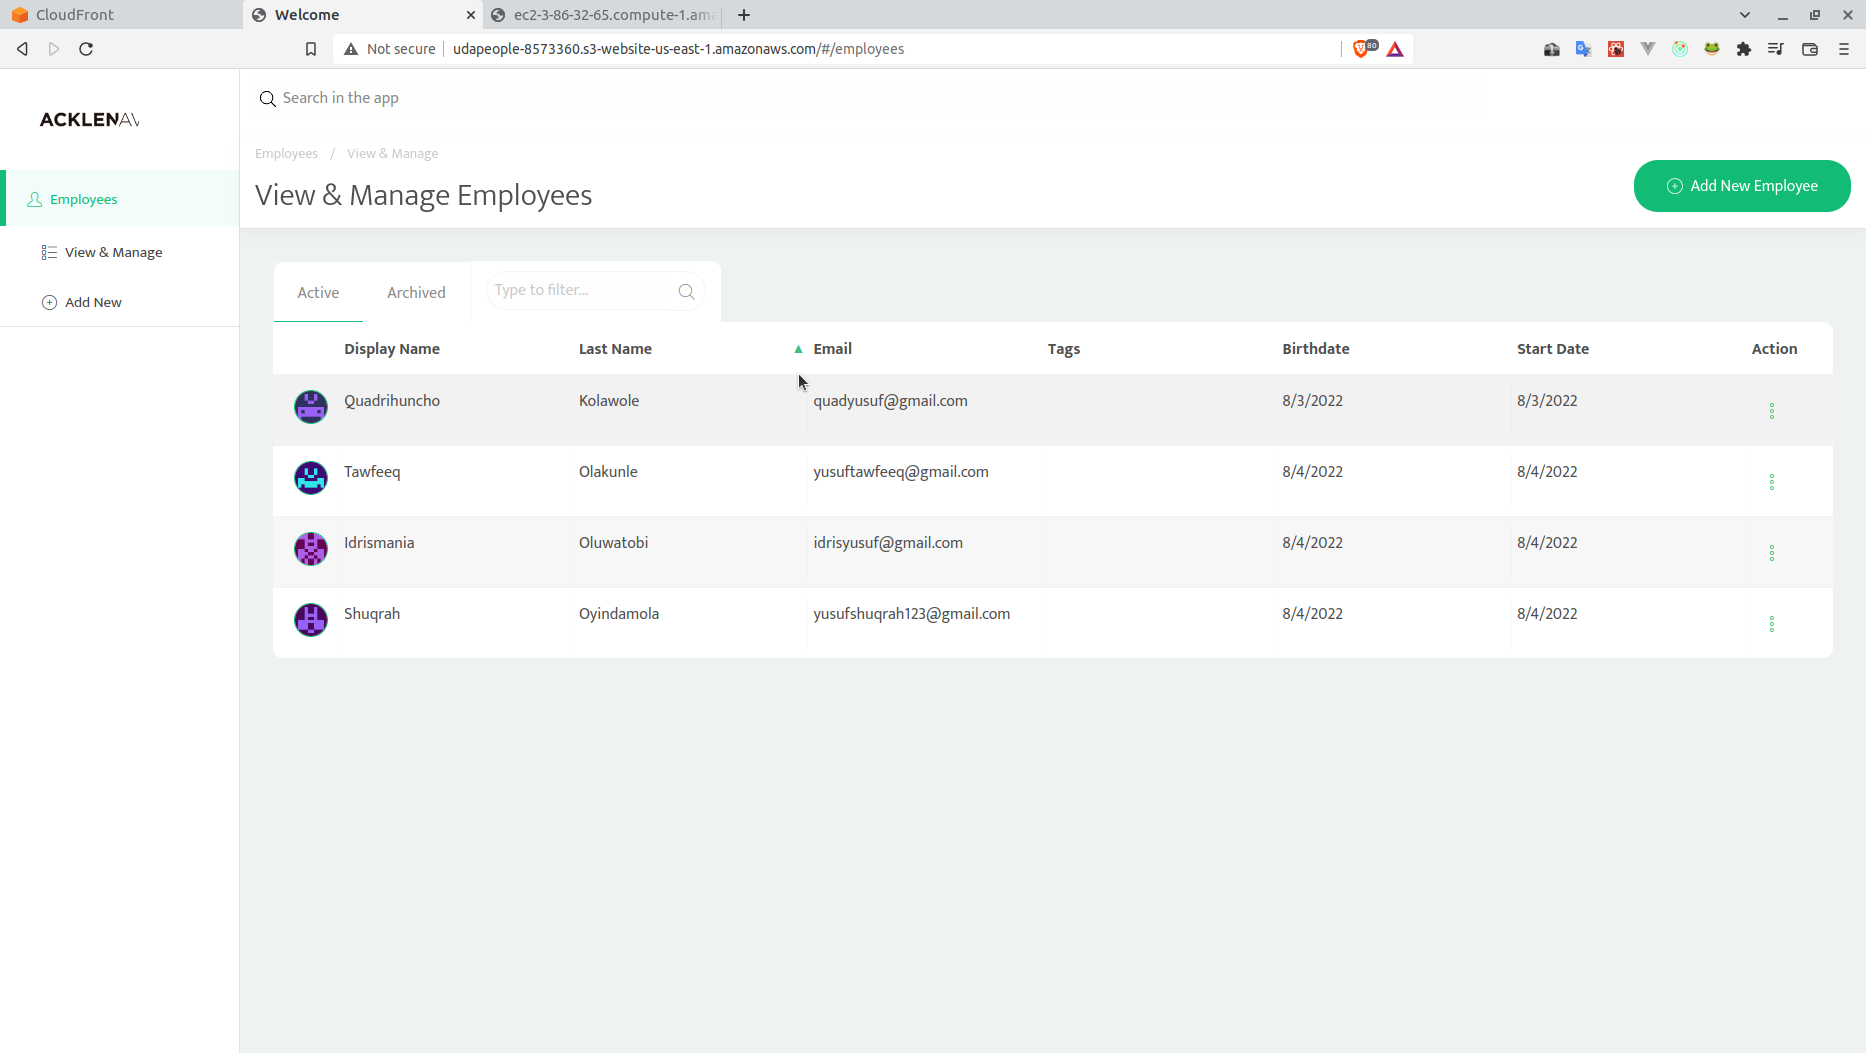 CloudFront
Welcome
ec2-3-86-32-65.compute-1.ama
Not secure
udapeople-8573360.s3-website-us-east-1.amazonaws.com/#/employees
80
ACKLENAV
Search in the app
Employees / View & Manage
View & Manage Employees
Add New Employee
Employees
View & Manage
Add New
Active Archived Type to filter...
Display Name Last Name ▲ Email Tags Birthdate Start Date Action
Quadrihuncho Kolawole quadyusuf@gmail.com 8/3/2022 8/3/2022
Tawfeeq Olakunle yusuftawfeeq@gmail.com 8/4/2022 8/4/2022
Idrismania Oluwatobi idrisyusuf@gmail.com 8/4/2022 8/4/2022
Shuqrah Oyindamola yusufshuqrah123@gmail.com 8/4/2022 8/4/2022